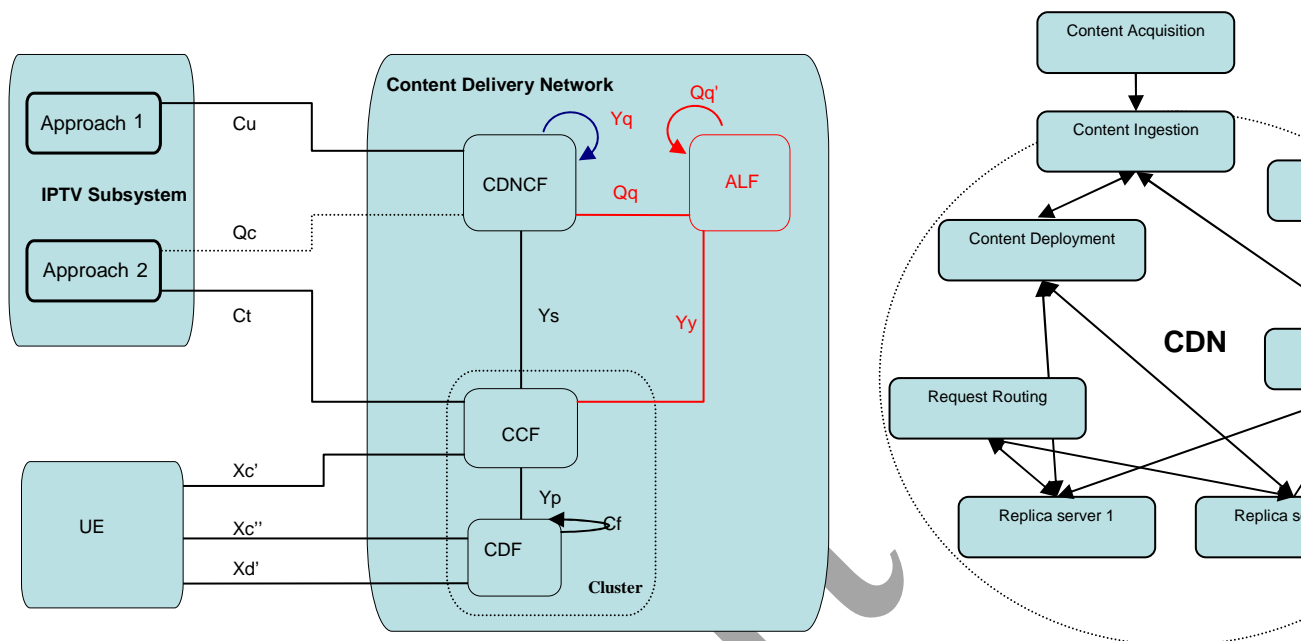 Content Delivery Network
Approach 1
IPTV Subsystem
Approach 2
Cu
Qc
Ct
Yq
Qq'
CDNCF
Qq
ALF
Ys
Yy
CCF
Yp
Cf
CDF
Cluster
UE
Xc’
Xc’’
Xd’
Content Acquisition
Content Ingestion
Content Deployment
CDN
Request Routing
Replica server 1
Replica